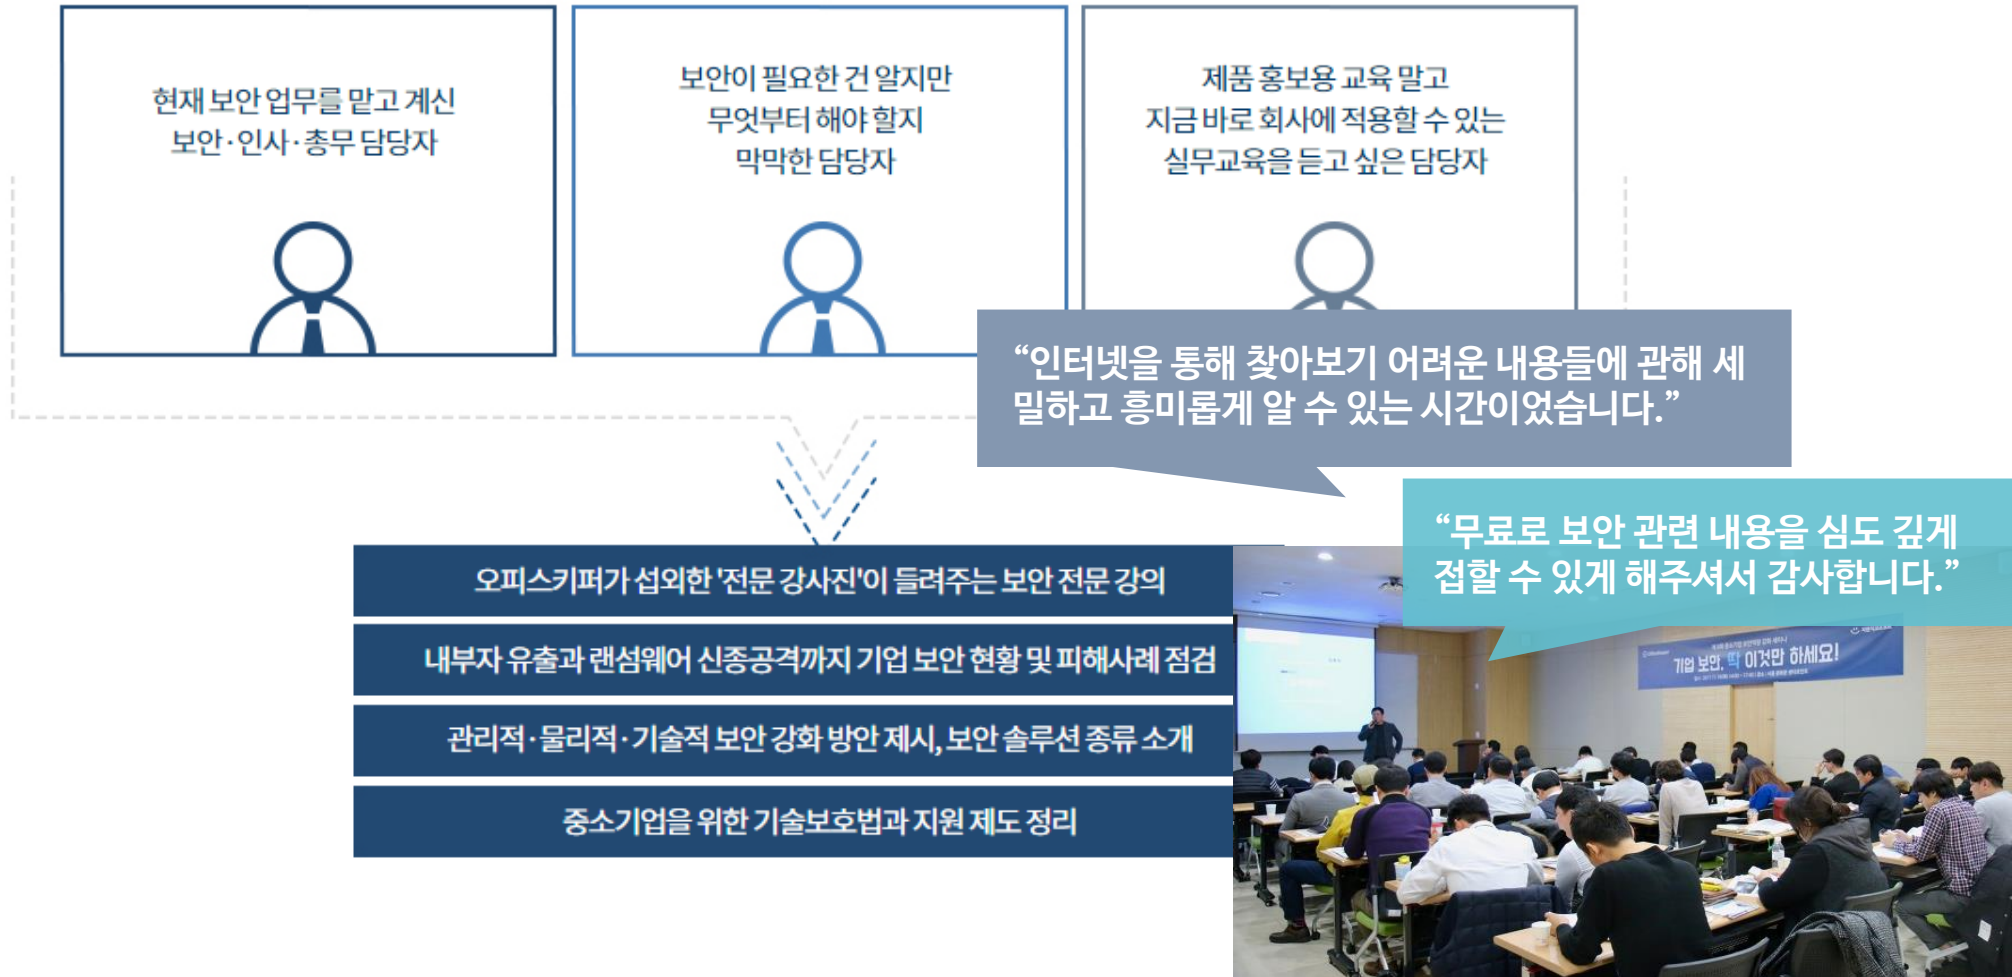 현재 보안 업무를 맡고 계신
보안·인사·총무 담당자
보안이 필요한 건 알지만
무엇부터 해야 할지
막막한 담당자
제품 홍보용 교육 말고
지금 바로 회사에 적용할 수 있는
실무교육을 듣고 싶은 담당자
“인터넷을 통해 찾아보기 어려운 내용들에 관해 세
밀하고 흥미롭게 알 수 있는 시간이었습니다.”
“무료로 보안 관련 내용을 심도 깊게
접할 수 있게 해주셔서 감사합니다.”
오피스키퍼가 섭외한 '전문 강사진'이 들려주는 보안 전문 강의
내부자 유출과 랜섬웨어 신종공격까지 기업 보안 현황 및 피해사례 점검
관리적·물리적·기술적 보안 강화 방안 제시, 보안 솔루션 종류 소개
중소기업을 위한 기술보호법과 지원 제도 정리
기업 보안, 딱 이것만 하세요!